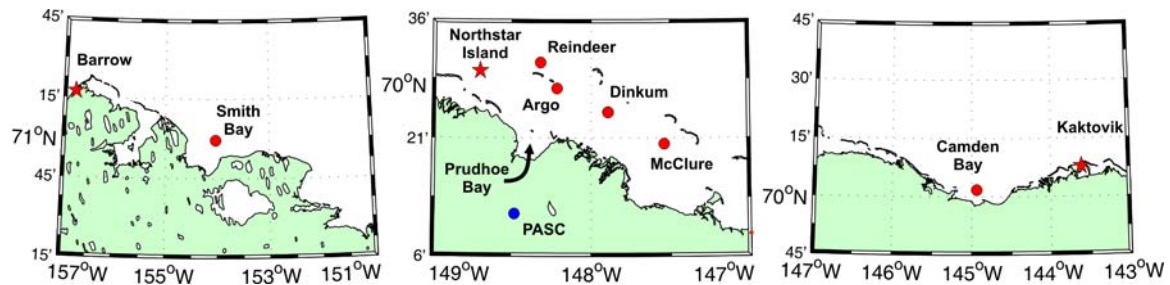 45'
Barrow
15'
Smith
Bay
71°N
45'
15'
157°W
155°W
153°W
151°W
36'
Northstar
Island
Reindeer
70°N
Argo
Dinkum
21'
McClure
Prudhoe
Bay
PASC
6'
149°W
148°W
147°W
45'
30'
15'
Kaktovik
Camden
Bay
70°N
45'
147°W
146°W
145°W
144°W
143°W